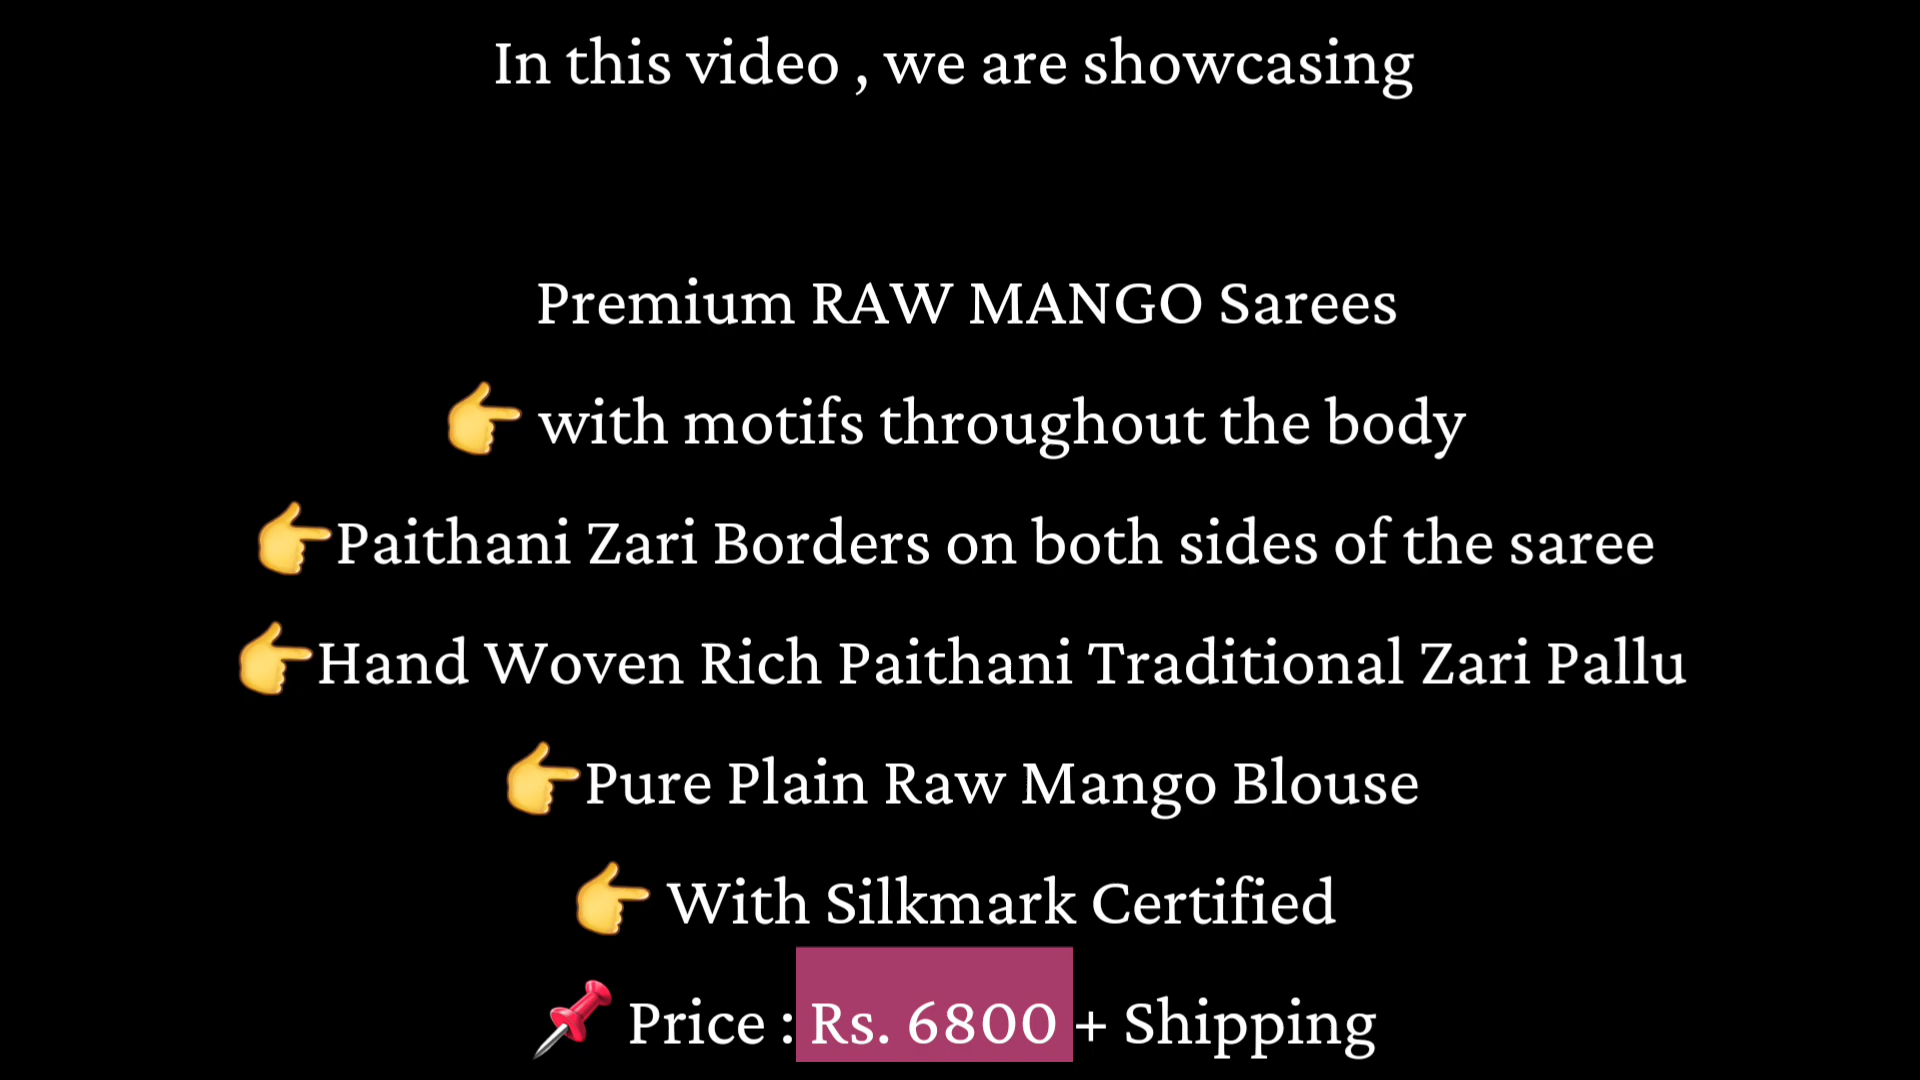 In this video , we are showcasing
Premium RAW MANGO Sarees
👉 with motifs throughout the body
👉Paithani Zari Borders on both sides of the saree
👉Hand Woven Rich Paithani Traditional Zari Pallu
👉Pure Plain Raw Mango Blouse
👉 With Silkmark Certified
📌 Price : Rs. 6800 + Shipping